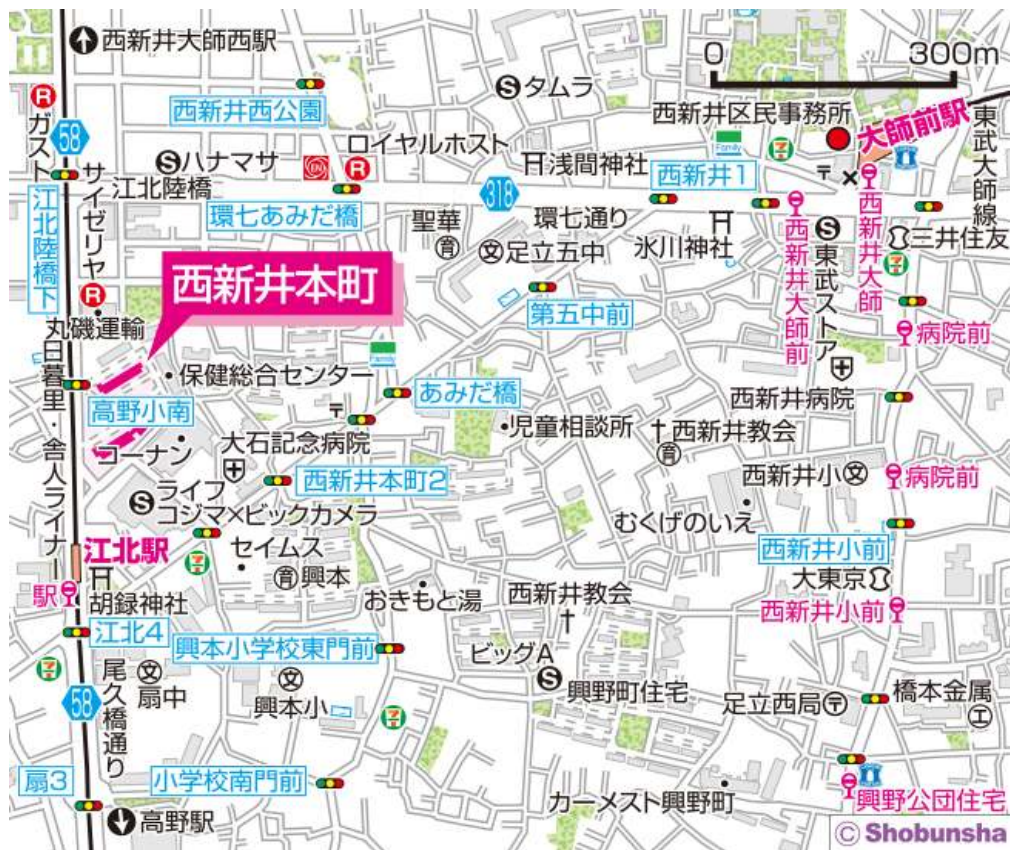 西新井大師西駅
0 300m
タムラ
西新井西公園
西新井区民事務所
R
ガスト
58
ロイヤルホスト
大師前駅
東武大師線
ハナマサ
R
浅間神社
西新井1
Family
江北陸橋
環七あみだ橋
318
環七通り
江北陸橋下
サイゼリヤ
R
聖華
育
文足立五中
氷川神社
西新井大師前
S東武ストア
西新井大師
三井住友
西新井本町
第五中前
丸磯運輸
病院前
Family
保健総合センター
あみだ橋
西新井病院
高野小南
日暮里・舎人ライナー
コーナン
大石記念病院
児童相談所
西新井教会
育
西新井本町2
西新井小文
病院前
Sライフ
コジマ×ビックカメラ
むくげのいえ
西新井小前
江北駅
セイムス
育興本
大東京
駅
胡録神社
おきもと湯
西新井教会
西新井小前
江北4
興本小学校東門前
ビッグA
S
尾久橋通り
文
扇中
文
興本小
興野町住宅
足立西局
橋本金属
工
58
7
扇3
小学校南門前
カーメスト興野町
興野公団住宅
高野駅
© Shobunsha